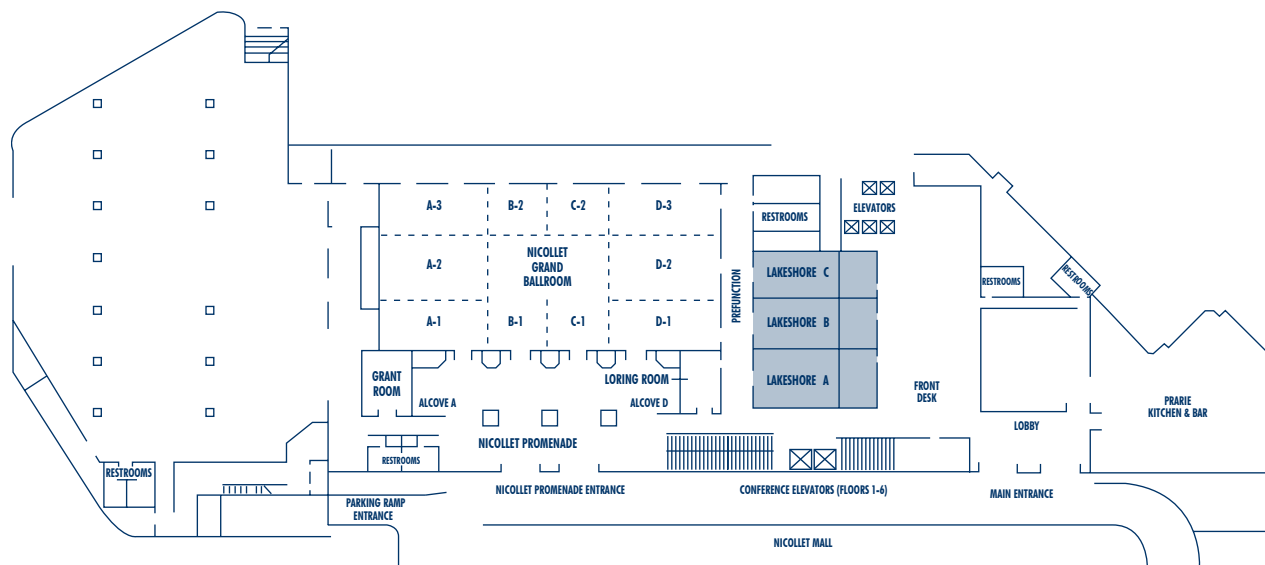 A-3
B-2
C-2
D-3
RESTROOMS
ELEVATORS
NICOLLET
GRAND
BALLROOM
A-2
D-2
PREFUNCTION
LAKESHORE C
RESTROOMS
RESTROOMS
A-1
B-1
C-1
D-1
LAKESHORE B
GRANT
ROOM
LORING ROOM
LAKESHORE A
FRONT
DESK
ALCOVE A
ALCOVE D
PRARIE
KITCHEN & BAR
LOBBY
NICOLLET PROMENADE
RESTROOMS
RESTROOMS
NICOLLET PROMENADE ENTRANCE
CONFERENCE ELEVATORS (FLOORS 1-6)
MAIN ENTRANCE
PARKING RAMP
ENTRANCE
NICOLLET MALL